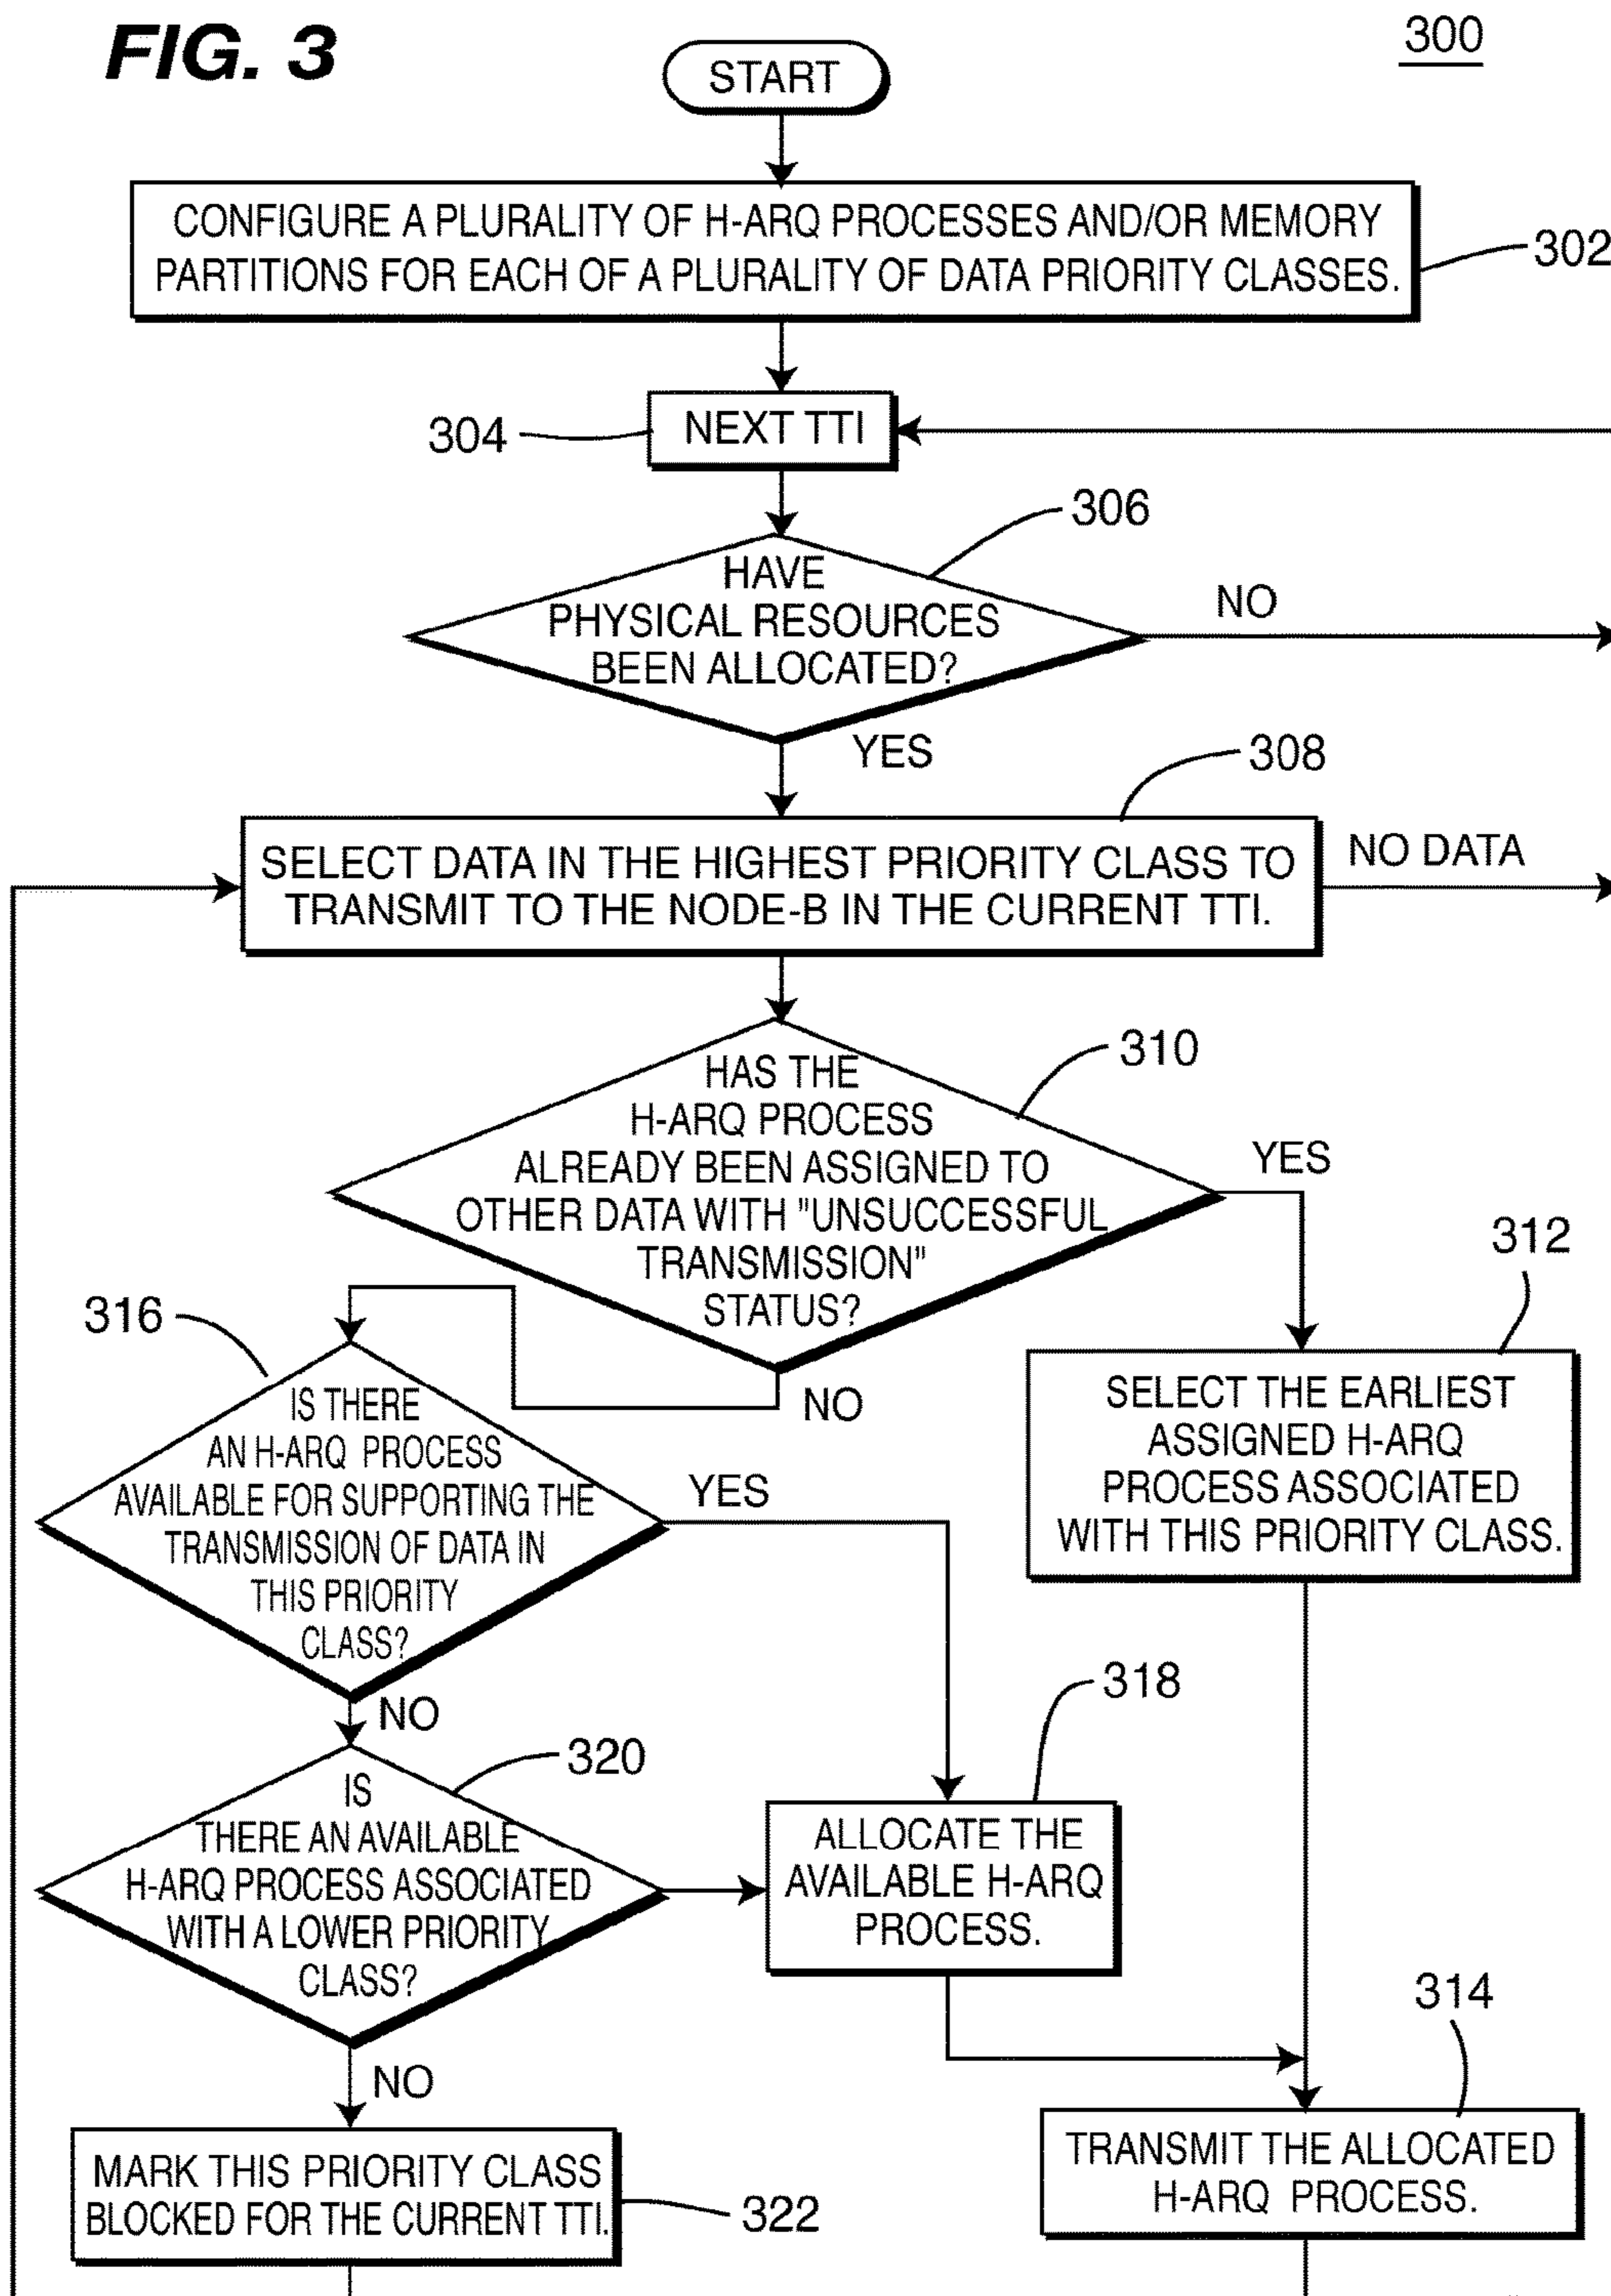 FIG. 3
300
START
CONFIGURE A PLURALITY OF H-ARQ PROCESSES AND/OR MEMORY
PARTITIONS FOR EACH OF A PLURALITY OF DATA PRIORITY CLASSES.
302
304
NEXT TTI
306
HAVE
PHYSICAL RESOURCES
BEEN ALLOCATED?
NO
YES
308
SELECT DATA IN THE HIGHEST PRIORITY CLASS TO
TRANSMIT TO THE NODE-B IN THE CURRENT TTI.
NO DATA
310
HAS THE
H-ARQ PROCESS
ALREADY BEEN ASSIGNED TO
OTHER DATA WITH "UNSUCCESSFUL
TRANSMISSION"
STATUS?
YES
NO
312
SELECT THE EARLIEST
ASSIGNED H-ARQ
PROCESS ASSOCIATED
WITH THIS PRIORITY CLASS.
316
IS THERE
AN H-ARQ PROCESS
AVAILABLE FOR SUPPORTING THE
TRANSMISSION OF DATA IN
THIS PRIORITY
CLASS?
YES
NO
318
ALLOCATE THE
AVAILABLE H-ARQ
PROCESS.
320
IS
THERE AN AVAILABLE
H-ARQ PROCESS ASSOCIATED
WITH A LOWER PRIORITY
CLASS?
NO
314
TRANSMIT THE ALLOCATED
H-ARQ PROCESS.
MARK THIS PRIORITY CLASS
BLOCKED FOR THE CURRENT TTI.
322